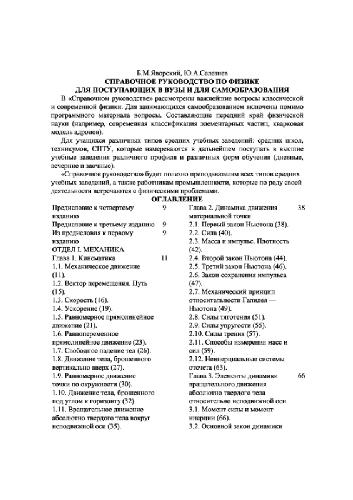 Б.М.Яворский, Ю.А.Селезнев
СПРАВОЧНОЕ РУКОВОДСТВО ПО ФИЗИКЕ
ДЛЯ ПОСТУПАЮЩИХ В ВУЗЫ И ДЛЯ САМООБРАЗОВАНИЯ
В «Справочном руководстве» рассмотрены важнейшие вопросы классической
и современной физики. Для занимающихся самообразованием включены помимо
программного материала вопросы. Составляющие передний край физической
науки (например, современная классификация элементарных частиц, кварковая
модель адронов).
Для учащихся различных типов средних учебных заведений: средних школ,
техникумов, СПТУ, которые намереваются в дальнейшем поступать в высшие
учебные заведения различного профиля и различных форм обучения (дневные,
вечерние и заочные).
«Справочное руководство» будет полезно преподавателям всех типов средних
учебных заведений, а также работникам промышленности, которые по роду своей
деятельности встречаются с физическими проблемами.
ОГЛАВЛЕНИЕ
Предисловие к четвертому 9
изданию
Предисловие к третьему изданию 9
Из предисловия к первому 9
изданию
ОТДЕЛ I. МЕХАНИКА
Глава 1. Кинематика 11
1.1. Механическое движение
(11).
1.2. Вектор перемещения. Путь
(15).
1.3. Скорость (16).
1.4. Ускорение (19).
1.5. Равномерное прямолинейное
движение (21).
1.6. Равнопеременное
прямолинейное движение (23).
1.7. Свободное падение тел (26).
1.8. Движение тела, брошенного
вертикально вверх (27).
1.9. Равномерное движение
точки по окружности (30).
1.10. Движение тела, брошенного
под углом к горизонту (32)
1.11. Вращательное движение
абсолютно твердого тела вокруг
неподвижной оси (35).
Глава 2. Динамика движения 38
материальной точки
2.1. Первый закон Ньютона (38).
2.2. Сила (40).
2.3. Масса и импульс. Плотность
(42).
2.4. Второй закон Ньютона (44).
2.5. Третий закон Ньютона (46).
2.6. Закон сохранения импульса
(47).
2.7. Механический принцип
относительности Галилея —
Ньютона (49).
2.8. Силы тяготения (51).
2.9. Силы упругости (56).
2.10. Силы трения (57).
2.11. Способы измерения масс и
сил (59).
2.12. Неинерциальные системы
отсчета (63).
Глава 3. Элементы динамики 66
вращательного движения
абсолютно твердого тела
относительно неподвижной оси
3.1. Момент силы и момент
инерции (66).
3.2. Основной закон динамики